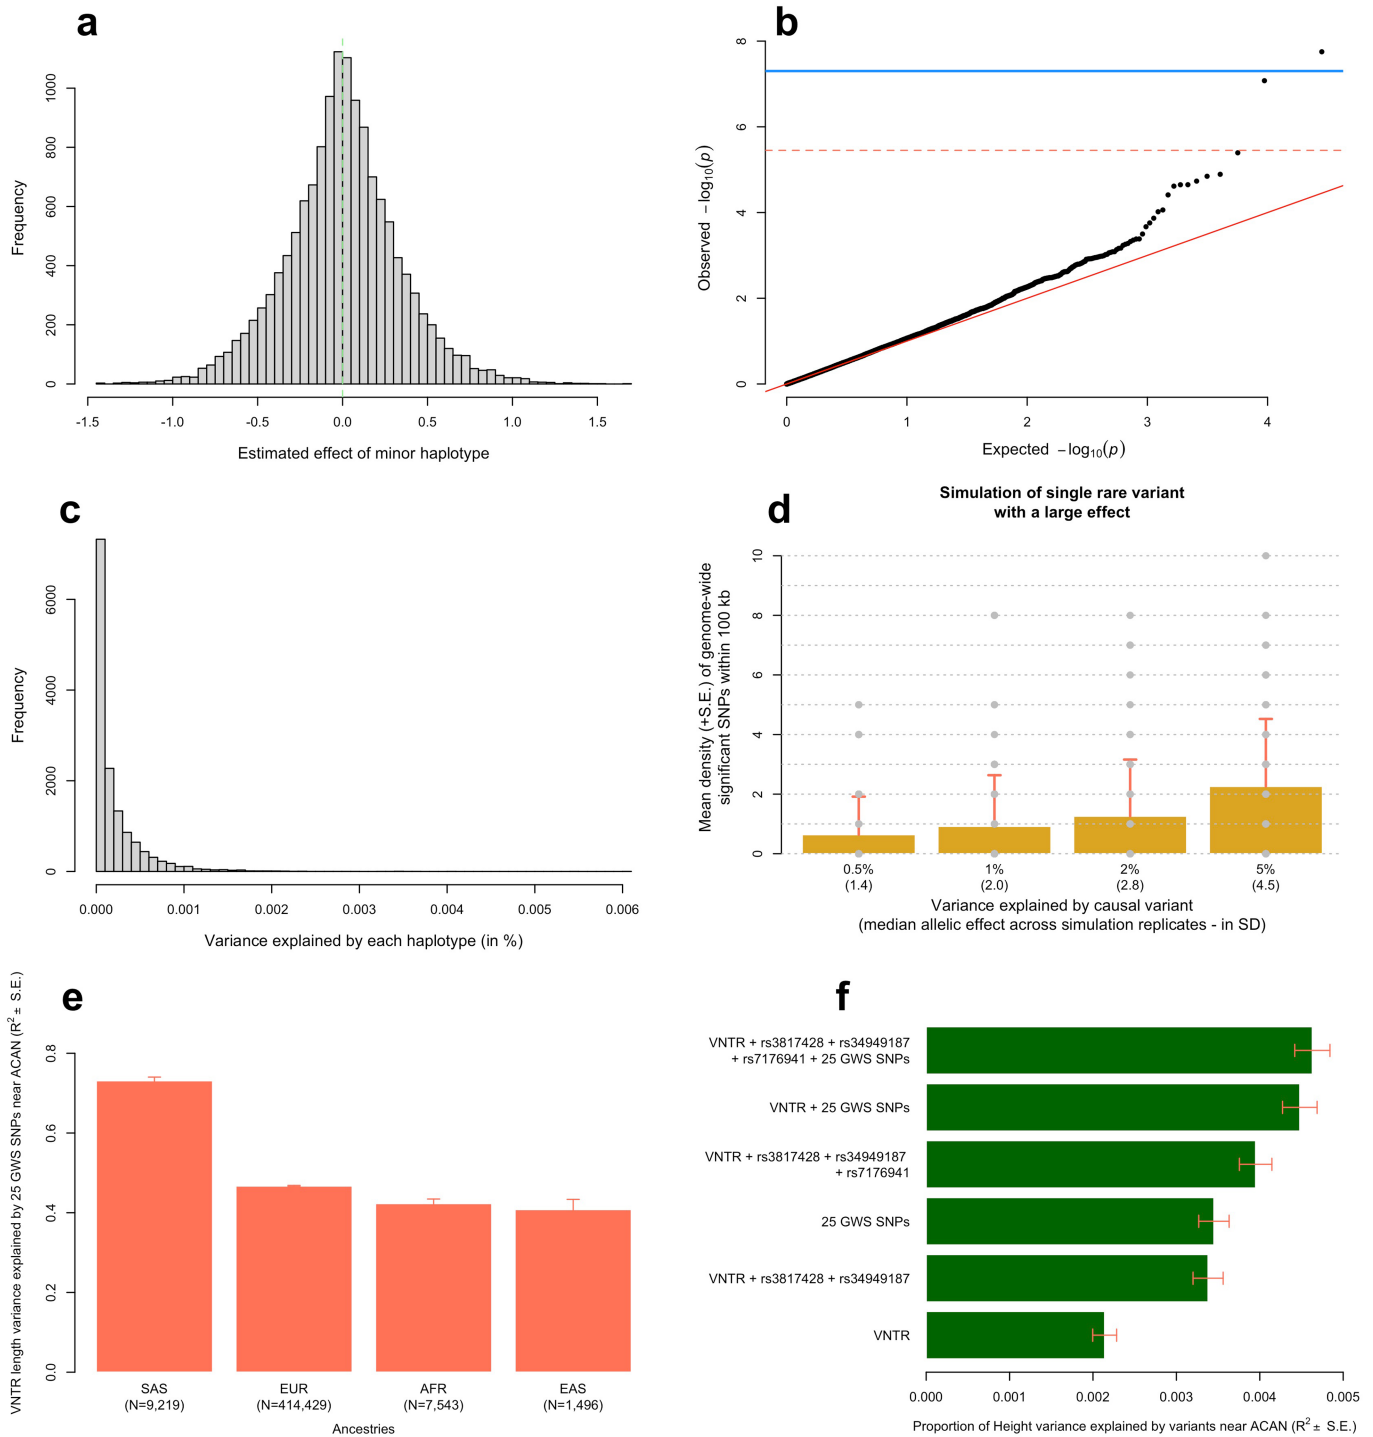 a
Frequency
0
200
400
600
800
1000
-1.5
-1.0
-0.5
0.0
0.5
1.0
1.5
Estimated effect of minor haplotype
b
Observed −log10(p)
0
2
4
6
8
0
1
2
3
4
Expected −log10(p)
c
Frequency
0
2000
4000
6000
0.000
0.001
0.002
0.003
0.004
0.005
0.006
Variance explained by each haplotype (in %)
d
Simulation of single rare variant
with a large effect
Mean density (+S.E.) of genome-wide
significant SNPs within 100 kb
0
2
4
6
8
10
0.5%
(1.4)
1%
(2.0)
2%
(2.8)
5%
(4.5)
Variance explained by causal variant
(median allelic effect across simulation replicates - in SD)
e
VNTR length variance explained by 25 GWS SNPs near ACAN (R² ± S.E.)
0.0
0.2
0.4
0.6
0.8
SAS
(N=9,219)
EUR
(N=414,429)
AFR
(N=7,543)
EAS
(N=1,496)
Ancestries
f
VNTR + rs3817428 + rs34949187
+ rs7176941 + 25 GWS SNPs
VNTR + 25 GWS SNPs
VNTR + rs3817428 + rs34949187
+ rs7176941
25 GWS SNPs
VNTR + rs3817428 + rs34949187
VNTR
0.000
0.001
0.002
0.003
0.004
0.005
Proportion of Height variance explained by variants near ACAN (R² ± S.E.)